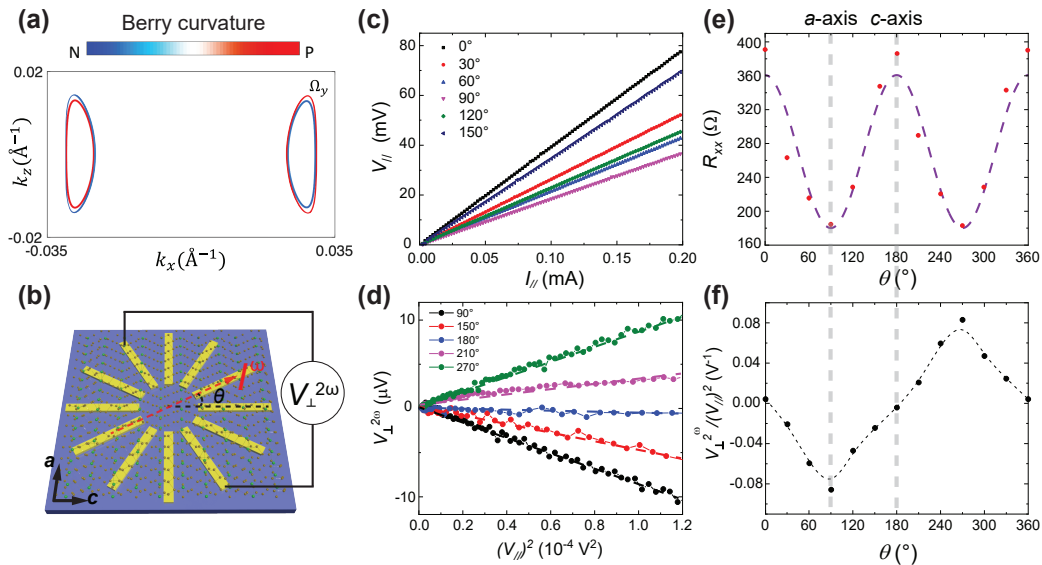 (a)
Berry curvature
N P
0.02
Ω_y
k_z(Å⁻¹)
-0.02
-0.035 0.035
k_x(Å⁻¹)
(b)
I^ω
θ
V_⊥^2ω
a
c
(c)
80
60
40
20
0
V_// (mV)
0°
30°
60°
90°
120°
150°
0.00 0.05 0.10 0.15 0.20
I_// (mA)
(d)
10
0
-10
V_⊥^2ω (µV)
90°
150°
180°
210°
270°
0.0 0.2 0.4 0.6 0.8 1.0 1.2
(V_//)² (10⁻⁴ V²)
a-axis c-axis
(e)
400
360
320
280
240
200
160
R_xx (Ω)
0 60 120 180 240 300 360
θ (°)
(f)
0.08
0.04
0.00
-0.04
-0.08
V_⊥^2ω/(V_//)² (V⁻¹)
0 60 120 180 240 300 360
θ (°)